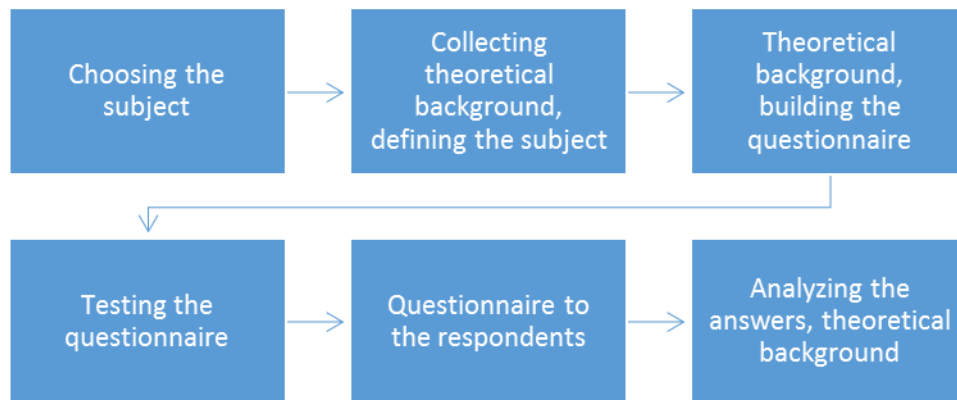 Choosing the
subject
Collecting
theoretical
background,
defining the subject
Theoretical
background,
building the
questionnaire
Testing the
questionnaire
Questionnaire to
the respondents
Analyzing the
answers, theoretical
background